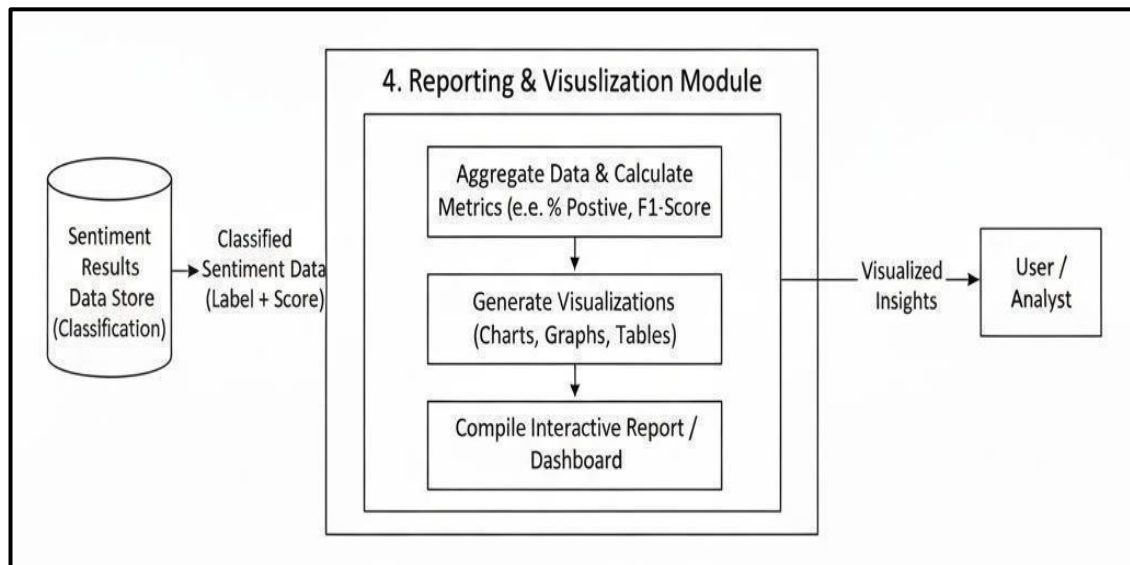 4. Reporting & Visuslization Module
Sentiment
Results
Data Store
(Classification)
Classified
Sentiment Data
(Label + Score)
Aggregate Data & Calculate
Metrics (e.e. % Postive, F1-Score
Generate Visualizations
(Charts, Graphs, Tables)
Compile Interactive Report /
Dashboard
Visualized
Insights
User /
Analyst